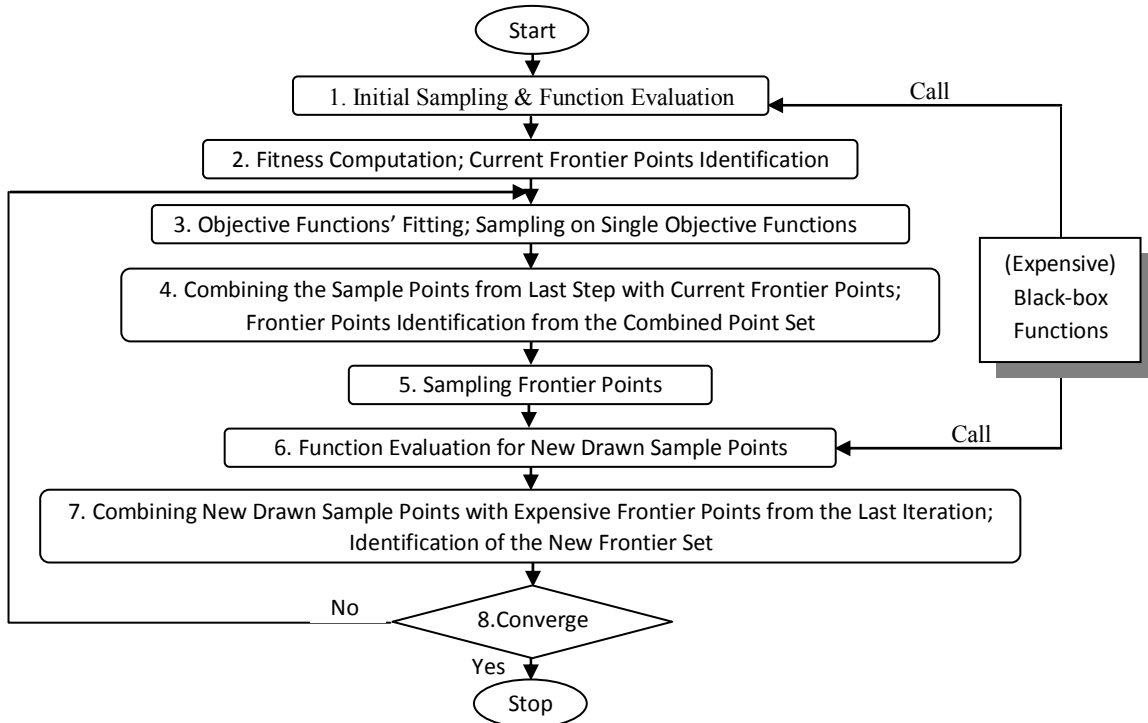 Start
1. Initial Sampling & Function Evaluation
Call
2. Fitness Computation; Current Frontier Points Identification
3. Objective Functions’ Fitting; Sampling on Single Objective Functions
(Expensive)
Black-box
Functions
4. Combining the Sample Points from Last Step with Current Frontier Points;
Frontier Points Identification from the Combined Point Set
5. Sampling Frontier Points
6. Function Evaluation for New Drawn Sample Points
Call
7. Combining New Drawn Sample Points with Expensive Frontier Points from the Last Iteration;
Identification of the New Frontier Set
No
8.Converge
Yes
Stop